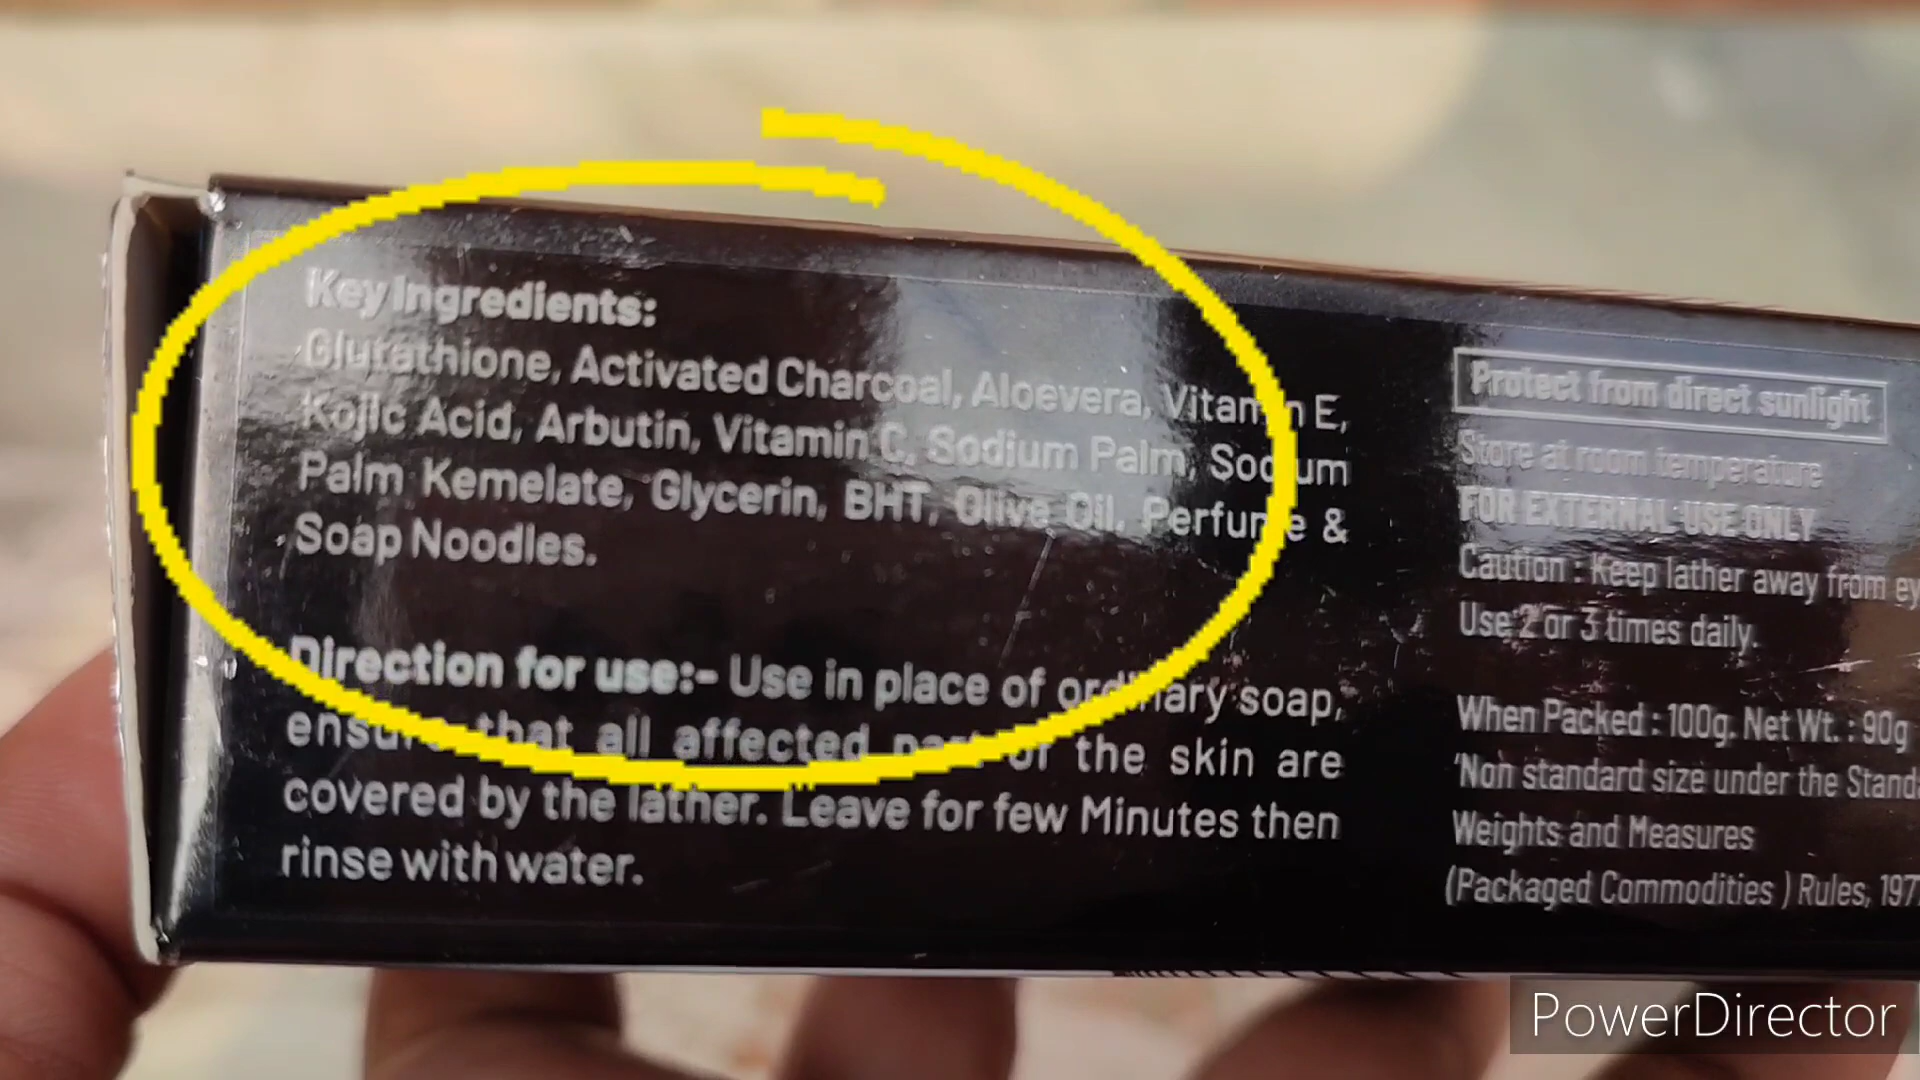 Key Ingredients:
Glutathione, Activated Charcoal, Aloevera, Vitamin E,
Kojic Acid, Arbutin, Vitamin C, Sodium Palm, Sodium
Palm Kemelate, Glycerin, BHT, Olive Oil, Perfume &
Soap Noodles.
Direction for use:- Use in place of ordinary soap,
ensure that all affected part of the skin are
covered by the lather. Leave for few Minutes then
rinse with water.
Protect from direct sunlight
Store at room temperature
FOR EXTERNAL USE ONLY
Caution : Keep lather away from
Use 2 or 3 times daily.
When Packed : 100g. Net Wt. : 90g
'Non standard size under the
Weights and Measures
(Packaged Commodities ) Rules,
PowerDirector